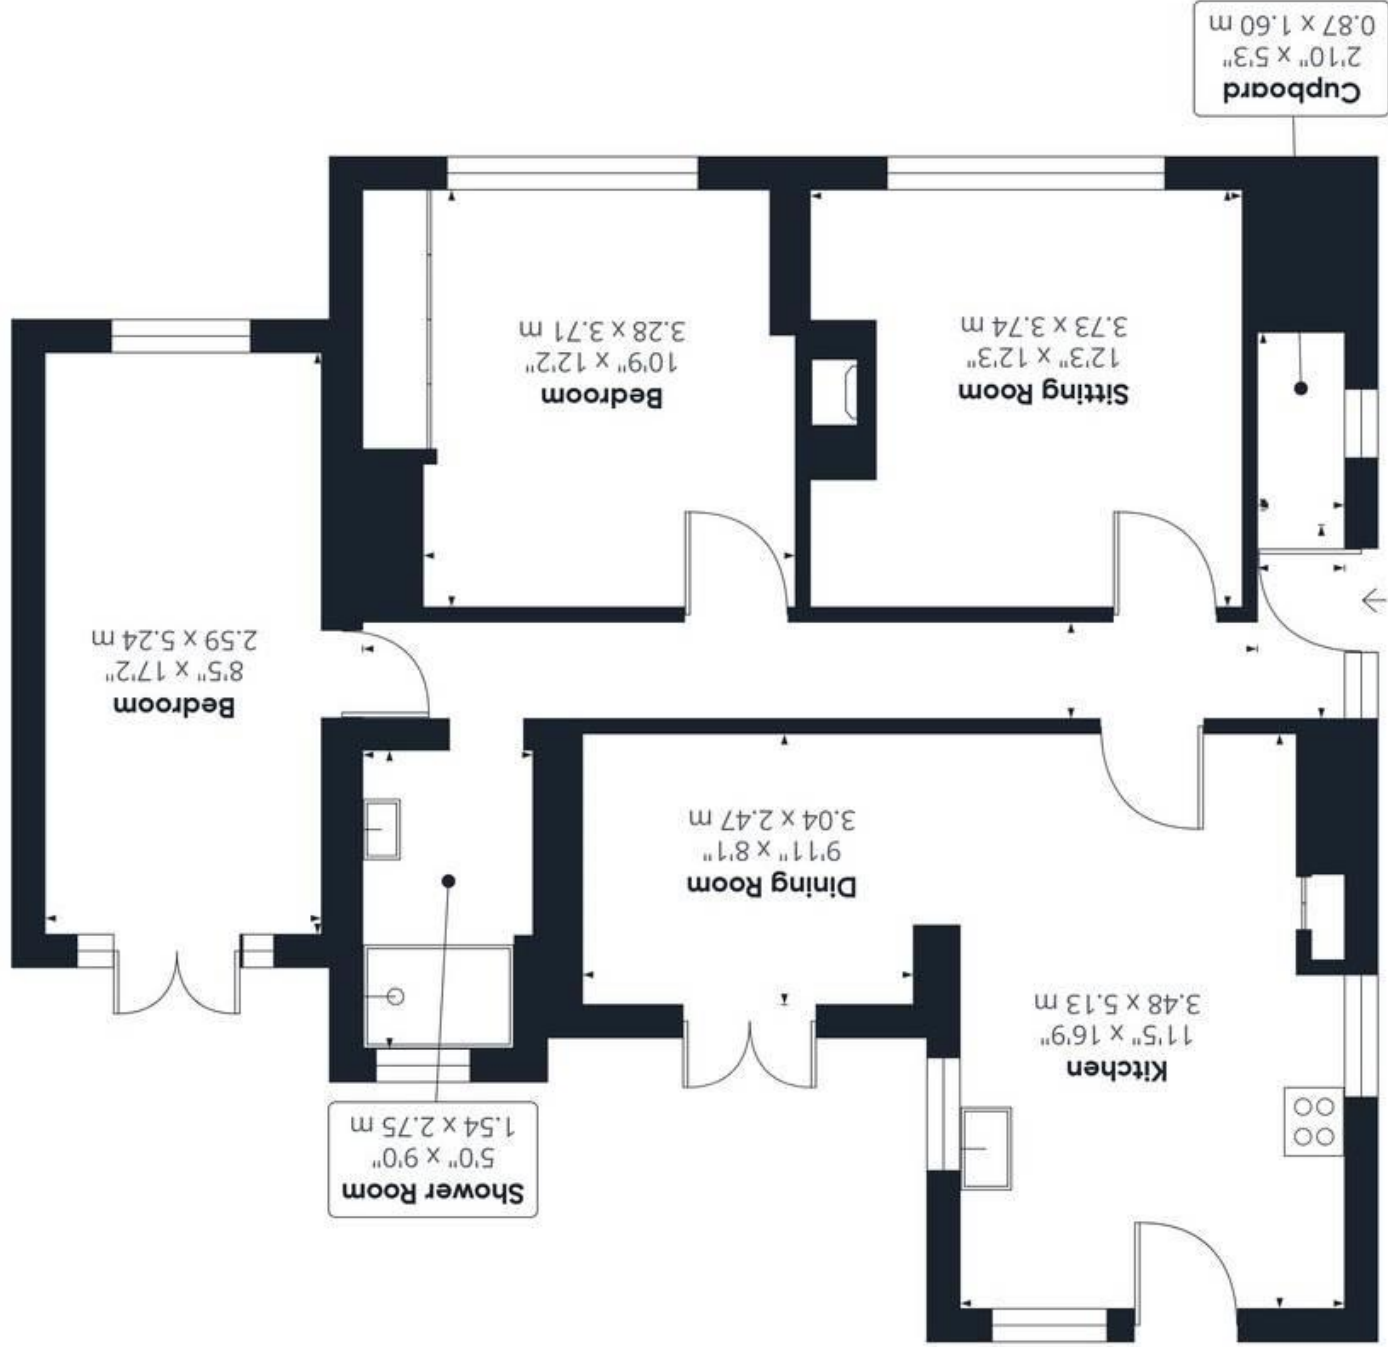 Kitchen
11'5" x 16'9"
3.48 x 5.13 m
Shower Room
5'0" x 9'0"
1.54 x 2.75 m
Dining Room
9'11" x 8'1"
3.04 x 2.47 m
Bedroom
8'5" x 17'2"
2.59 x 5.24 m
Sitting Room
12'3" x 12'3"
3.73 x 3.74 m
Bedroom
10'9" x 12'2"
3.28 x 3.71 m
Cupboard
2'10" x 5'3"
0.87 x 1.60 m